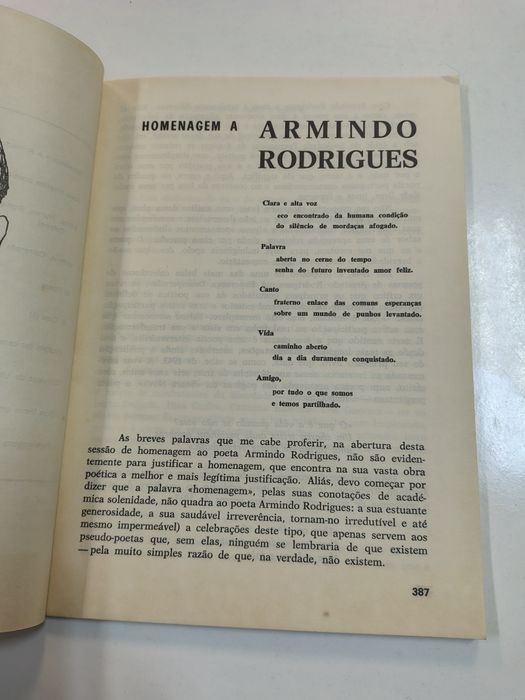 HOMENAGEM A ARMINDO
RODRIGUES
Clara e alta voz
eco encontrado da humana condição
do silêncio de mordaças afogado.
Palavra
aberta no cerne do tempo
senha do futuro inventado amor feliz.
Canto
fraterno enlace das comuns esperanças
sobre um mundo de punhos levantado.
Vida
caminho aberto
dia a dia duramente conquistado.
Amigo,
por tudo o que somos
e temos partilhado.
As breves palavras que me cabe proferir, na abertura desta
sessão de homenagem ao poeta Armindo Rodrigues, não são eviden-
temente para justificar a homenagem, que encontra na sua vasta obra
poética a melhor e mais legítima justificação. Aliás, devo começar por
dizer que a palavra «homenagem», pelas suas conotações de acadé-
mica solenidade, não quadra ao poeta Armindo Rodrigues: a sua estuante
generosidade, a sua saudável irreverência, tornam-no irredutível e até
mesmo impermeável) a celebrações deste tipo, que apenas servem aos
pseudo-poetas que, sem elas, ninguém se lembraria de que existem
—pela muito simples razão de que, na verdade, não existem.
387